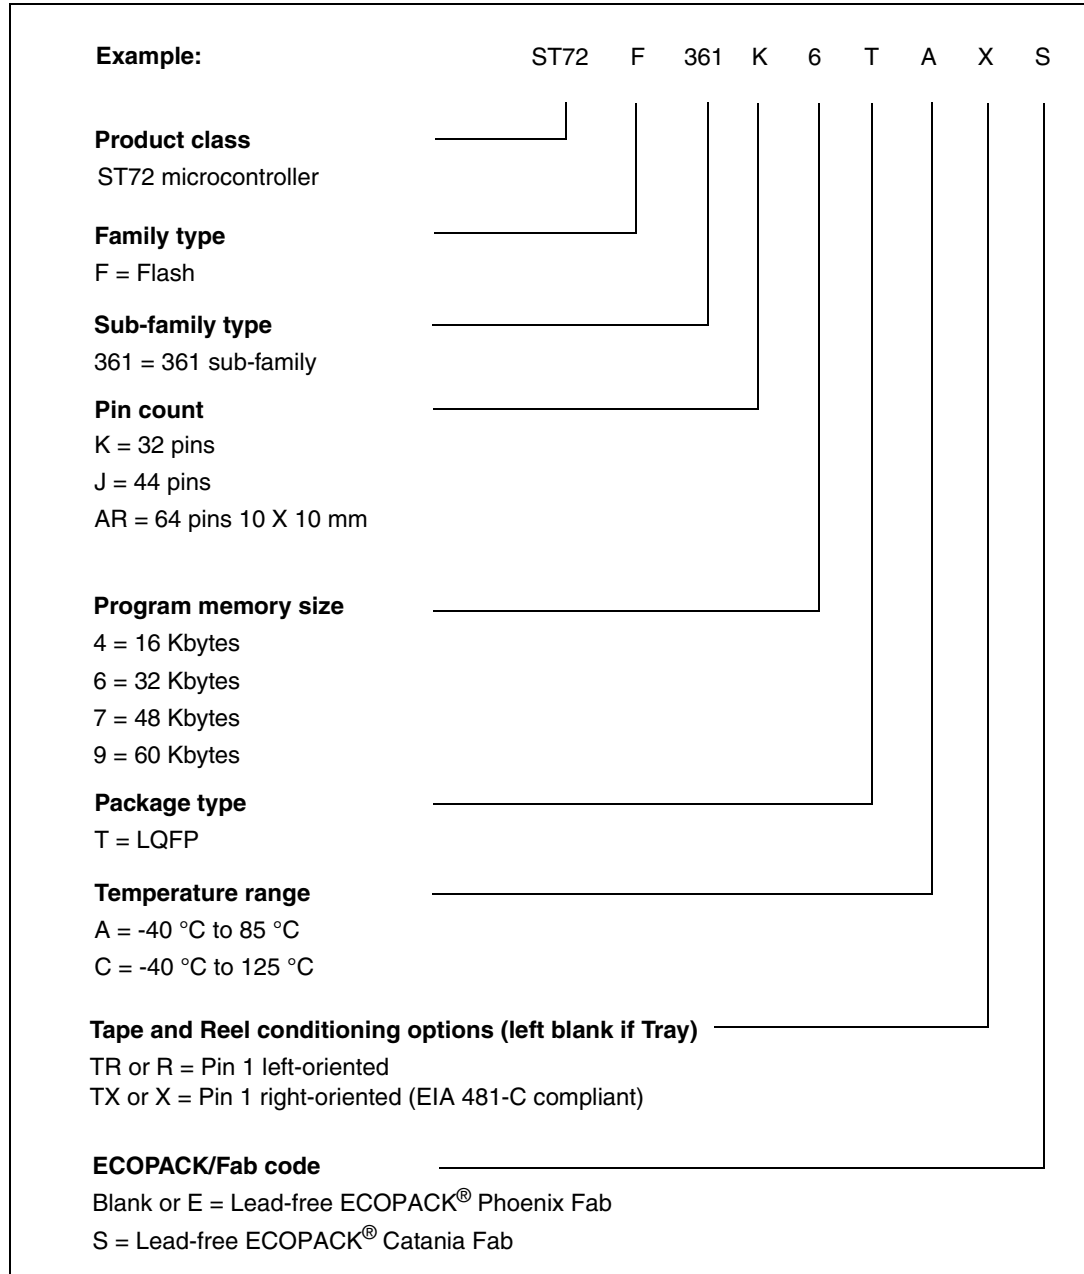 Example: ST72 F 361 K 6 T A X S
Product class
ST72 microcontroller
Family type
F = Flash
Sub-family type
361 = 361 sub-family
Pin count
K = 32 pins
J = 44 pins
AR = 64 pins 10 X 10 mm
Program memory size
4 = 16 Kbytes
6 = 32 Kbytes
7 = 48 Kbytes
9 = 60 Kbytes
Package type
T = LQFP
Temperature range
A = -40 °C to 85 °C
C = -40 °C to 125 °C
Tape and Reel conditioning options (left blank if Tray)
TR or R = Pin 1 left-oriented
TX or X = Pin 1 right-oriented (EIA 481-C compliant)
ECOPACK/Fab code
Blank or E = Lead-free ECOPACK® Phoenix Fab
S = Lead-free ECOPACK® Catania Fab